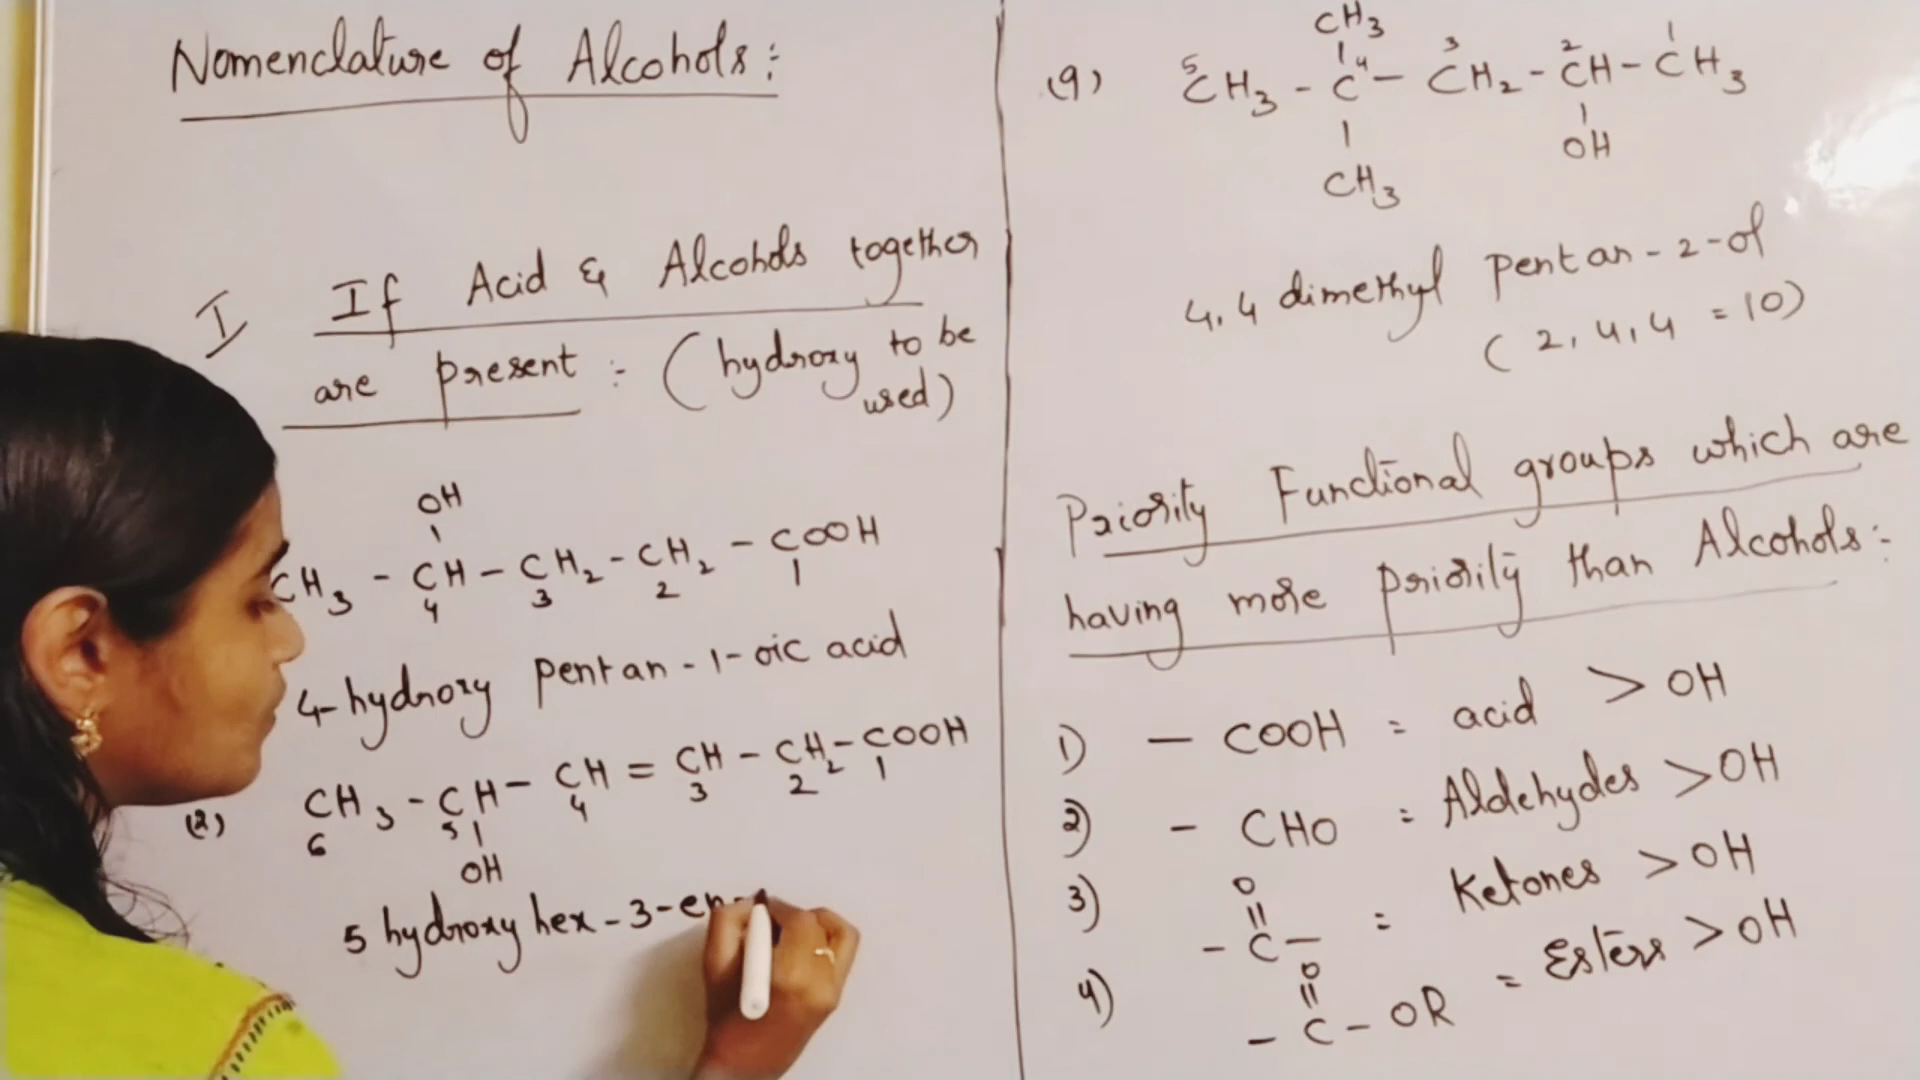 Nomenclature of Alcohols:
I If Acid & Alcohols together
are present :- (hydroxy to be
used)
OH
CH3 - CH - CH2 - CH2 - COOH
4 3 2 1
4-hydroxy pentan-1-oic acid
(2) CH3 - CH - CH = CH - CH2 - COOH
6 5 4 3 2 1
OH
5 hydroxy hex-3-en-
CH3
(9) 5CH3 - C4 - 3CH2 - 2CH - 1CH3
CH3 OH
4,4 dimethyl pentan-2-ol
(2,4,4 = 10)
Priority Functional groups which are
having more priority than Alcohols:-
1) - COOH = acid > OH
2) - CHO = Aldehydes > OH
O
3) - C - = Ketones > OH
O
4) - C - OR = Esters > OH